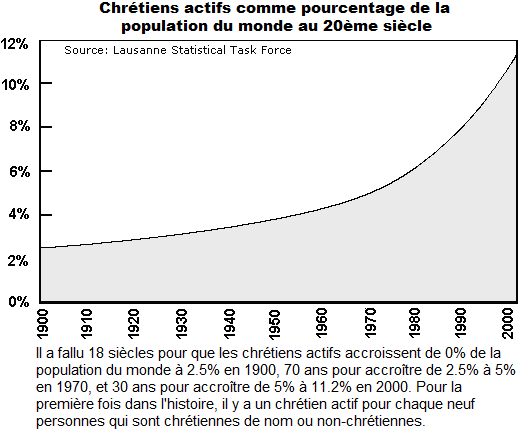 Chrétiens actifs comme pourcentage de la
population du monde au 20ème siècle
12%
Source: Lausanne Statistical Task Force
10%
8%
6%
4%
2%
0%
1900
1910
1920
1930
1940
1950
1960
1970
1980
1990
2000
Il a fallu 18 siècles pour que les chrétiens actifs accroissent de 0% de la
population du monde à 2.5% en 1900, 70 ans pour accroître de 2.5% à 5%
en 1970, et 30 ans pour accroître de 5% à 11.2% en 2000. Pour la
première fois dans l'histoire, il y a un chrétien actif pour chaque neuf
personnes qui sont chrétiennes de nom ou non-chrétiennes.